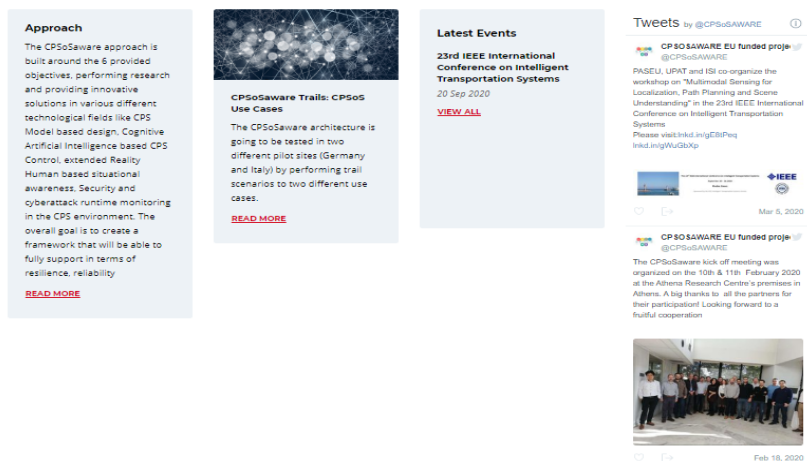 Approach
The CPSoSaware approach is
built around the 6 provided
objectives, performing research
and providing innovative
solutions in various different
technological fields like CPS
Model based design, Cognitive
Artificial Intelligence based CPS
Control, extended Reality
Human based situational
awareness, Security and
cyberattack runtime monitoring
in the CPS environment. The
overall goal is to create a
framework that will be able to
fully support in terms of
resilience, reliability
READ MORE
CPSoSaware Trails: CPSoS
Use Cases
The CPSoSaware architecture is
going to be tested in two
different pilot sites (Germany
and Italy) by performing trail
scenarios to two different use
cases.
READ MORE
Latest Events
23rd IEEE International
Conference on Intelligent
Transportation Systems
20 Sep 2020
VIEW ALL
Tweets by @CPSoSAWARE
CPSOSAWARE EU funded proje
@CPSoSAWARE
PASEU, UPAT and ISI co-organize the
workshop on "Multimodal Sensing for
Localization, Path Planning and Scene
Understanding" in the 23rd IEEE International
Conference on Intelligent Transportation
Systems
Please visit:lnkd.in/gE8tPeq
lnkd.in/gWuGbXp
IEEE
Mar 5, 2020
CPSOSAWARE EU funded proje
@CPSoSAWARE
The CPSoSaware kick off meeting was
organized on the 10th & 11th February 2020
at the Athena Research Centre's premises in
Athens. A big thanks to all the partners for
their participation! Looking forward to a
fruitful cooperation
Feb 18, 2020